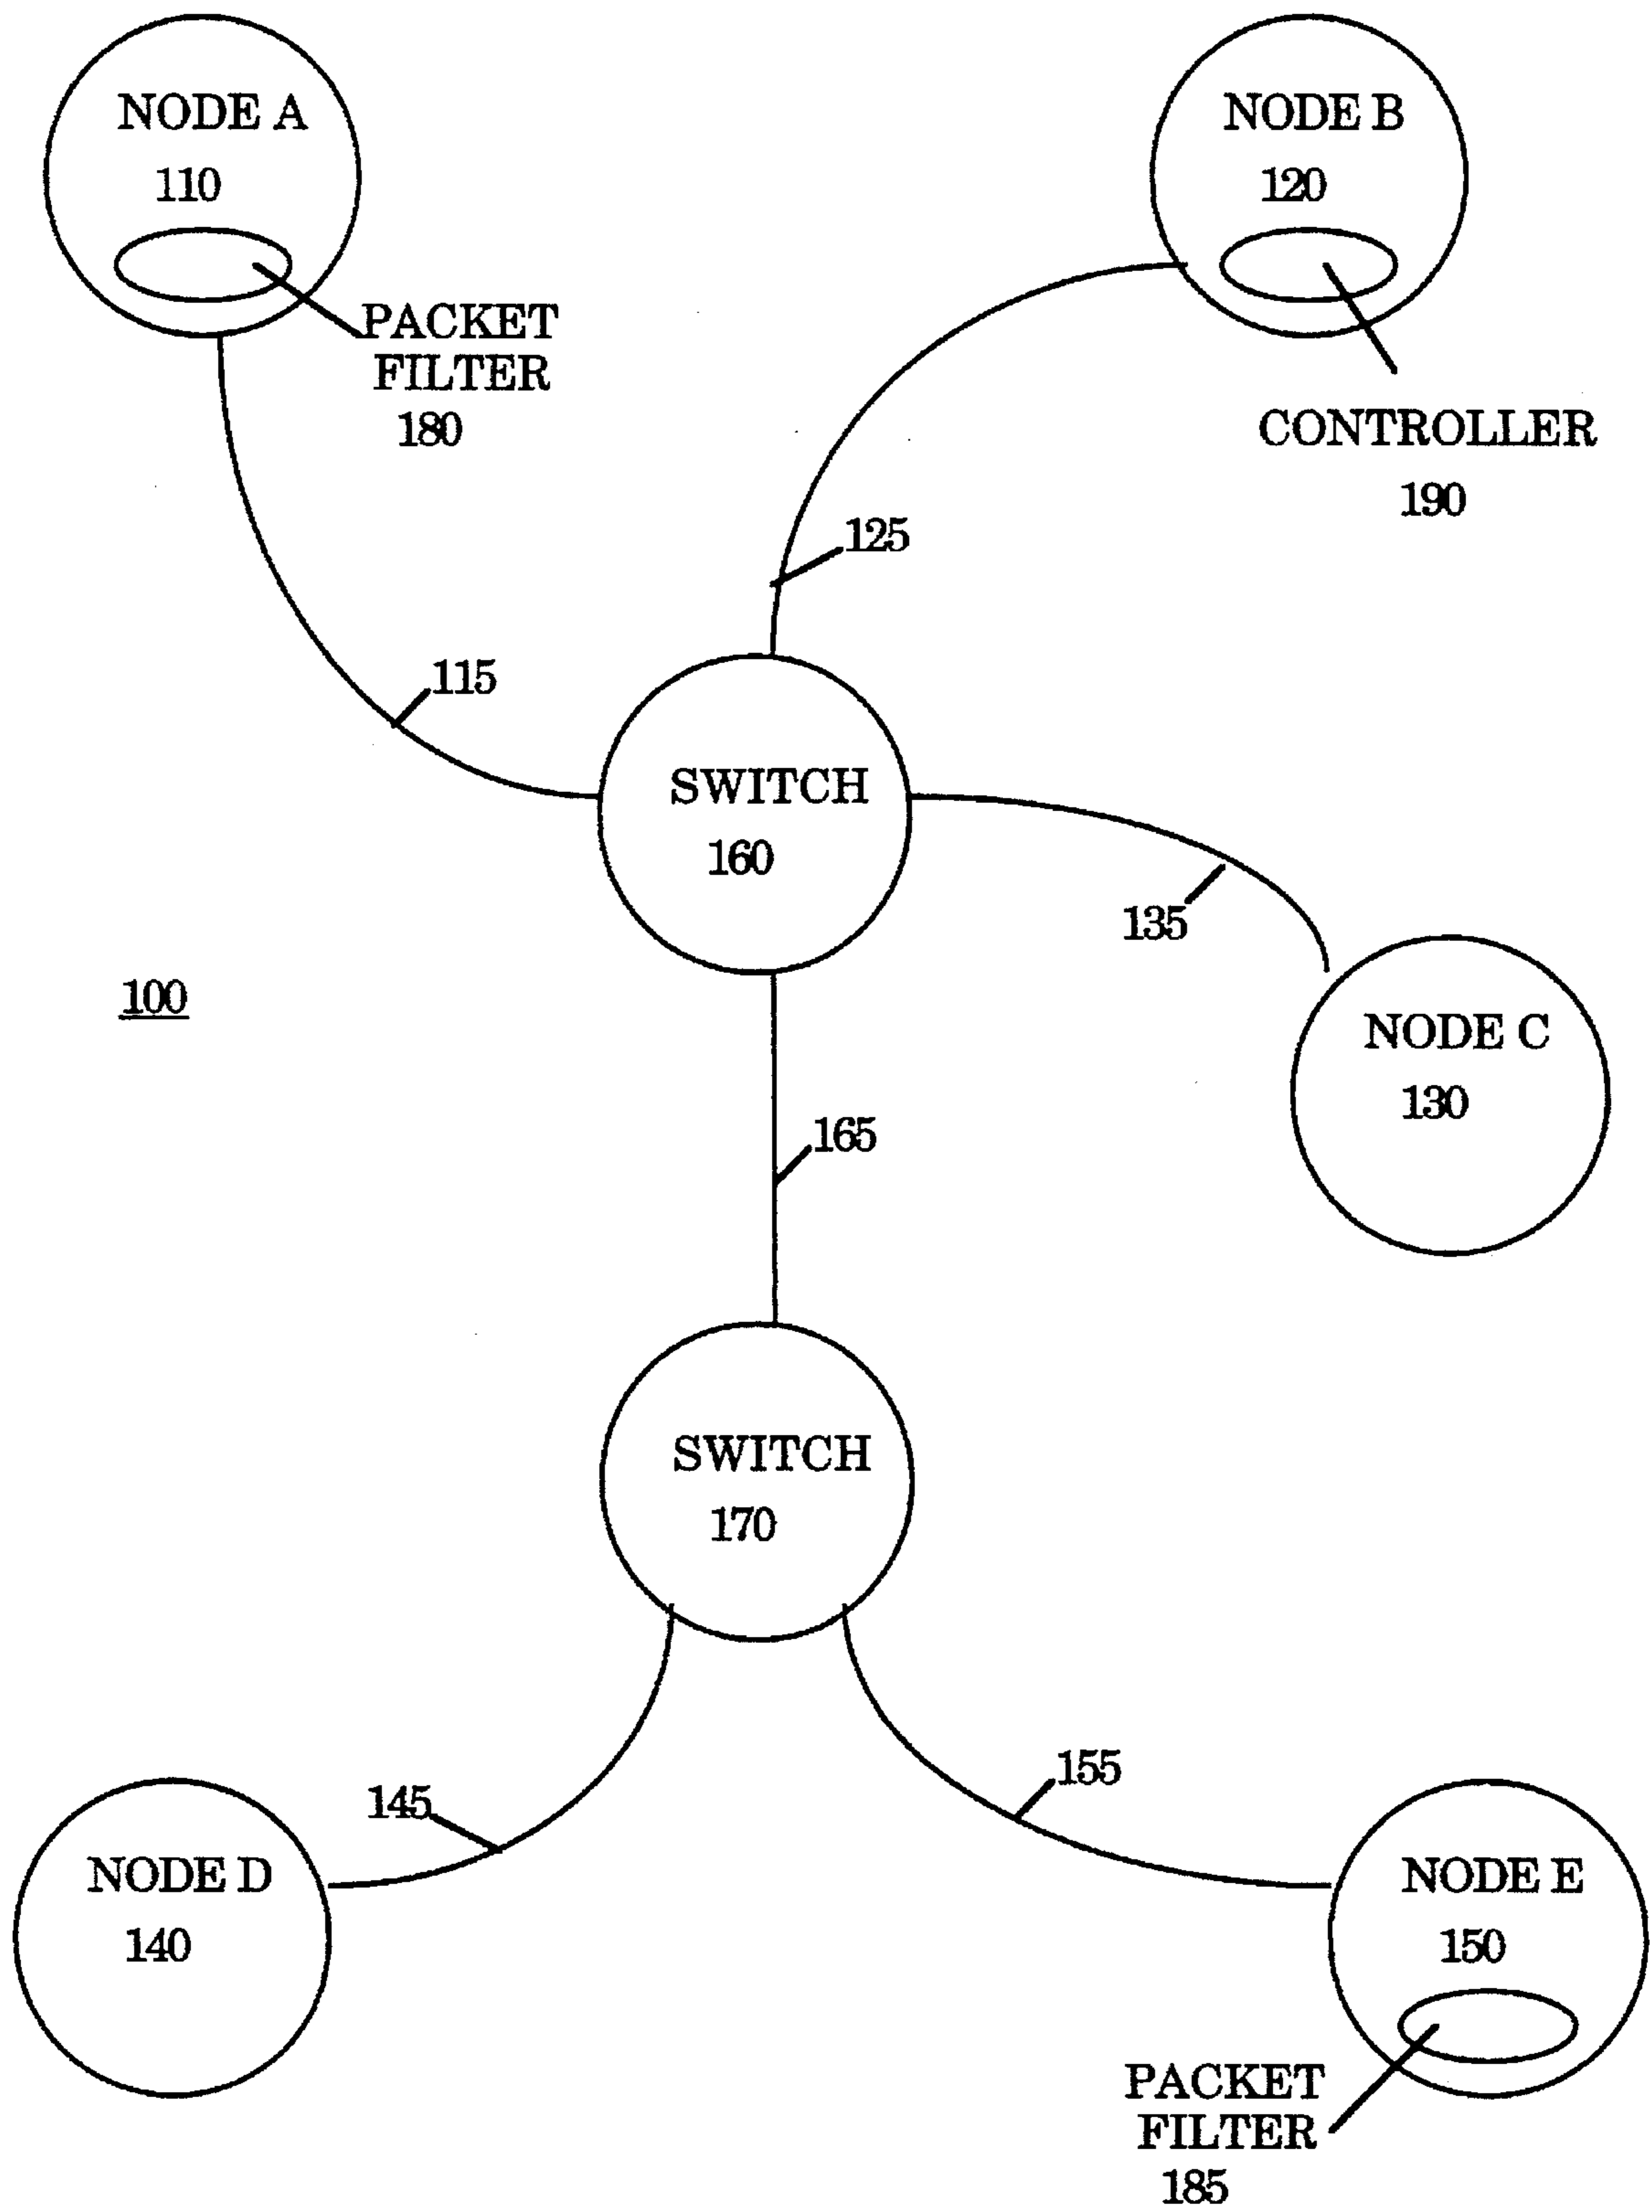 NODE A
110
NODE B
120
PACKET
FILTER
180
CONTROLLER
190
125
115
SWITCH
160
135
100
NODE C
130
165
SWITCH
170
155
145
NODE D
140
NODE E
150
PACKET
FILTER
185